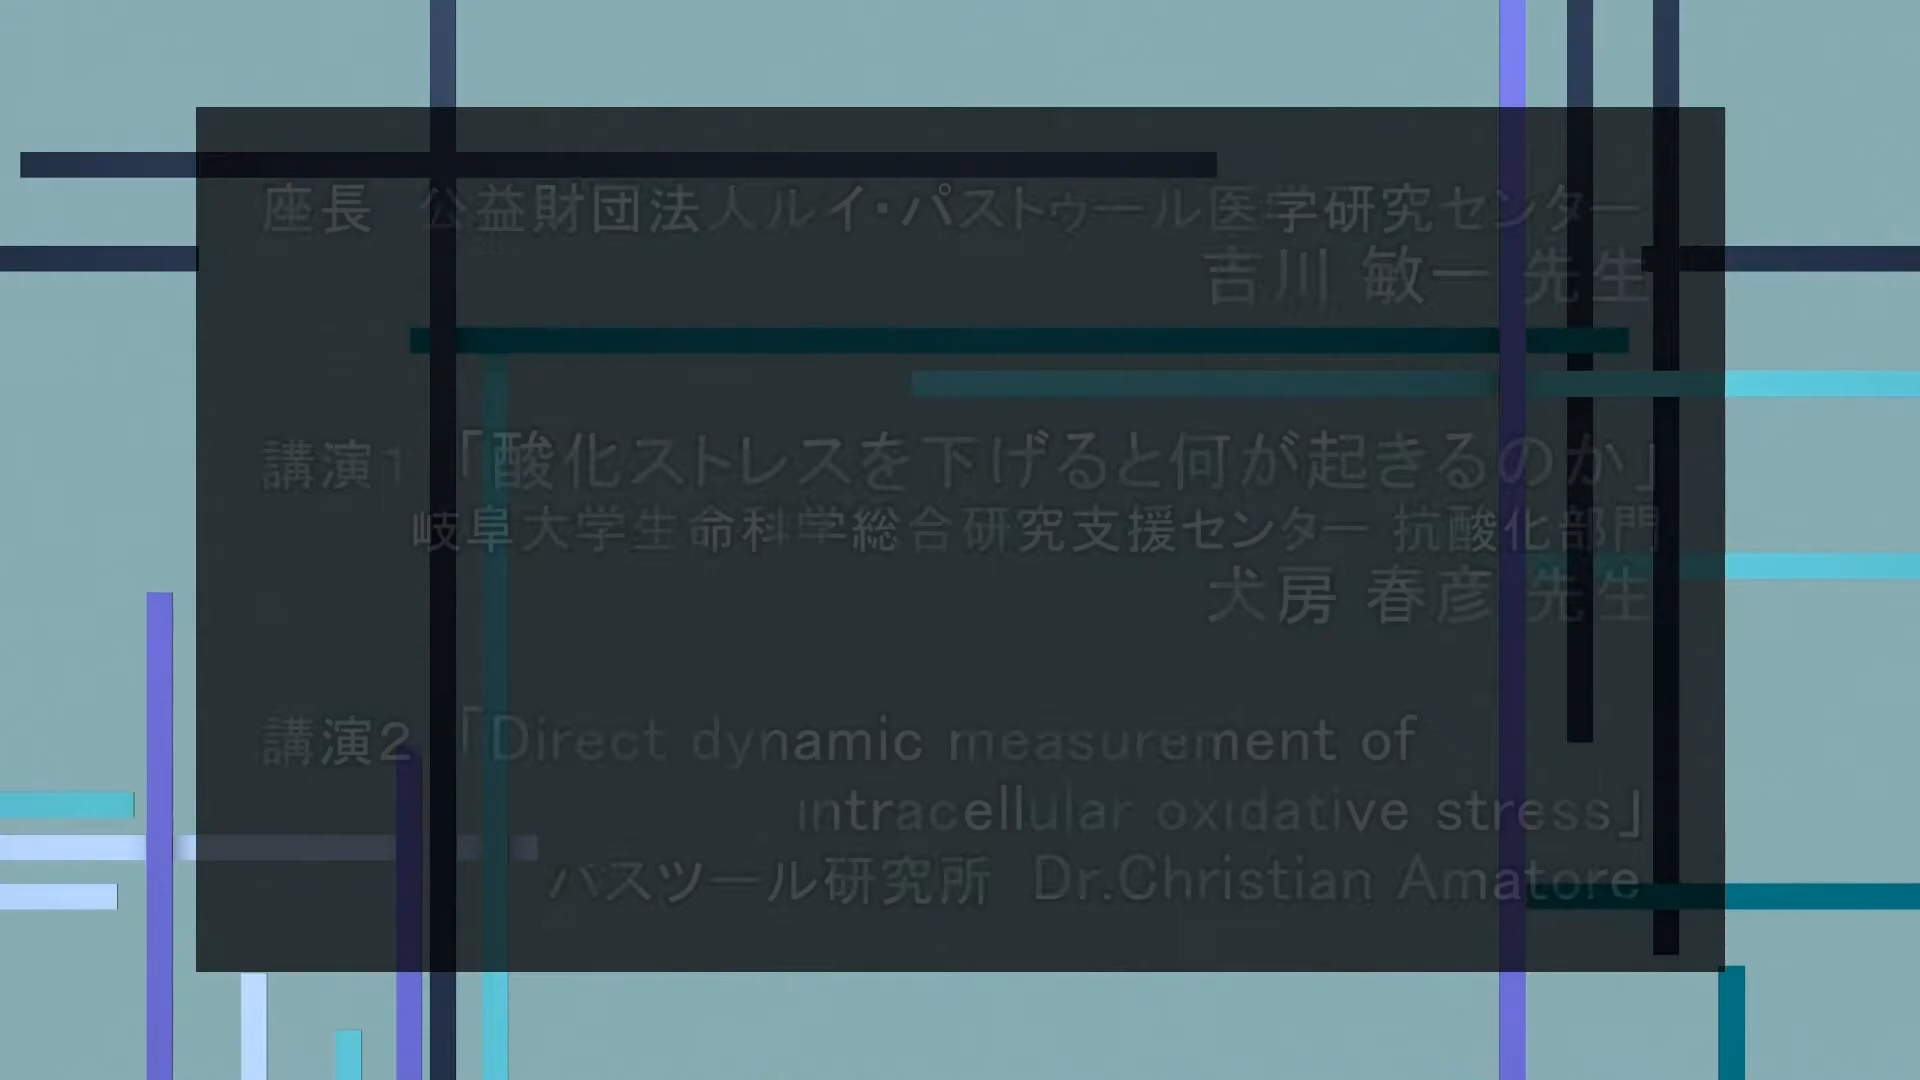 座長 公益財団法人ルイ・パストゥール医学研究センター
吉川 敏一 先生
講演1 「酸化ストレスを下げると何が起きるのか」
岐阜大学生命科学総合研究支援センター 抗酸化部門
犬房 春彦 先生
講演2 「Direct dynamic measurement of
intracellular oxidative stress」
パスツール研究所 Dr.Christian Amatore